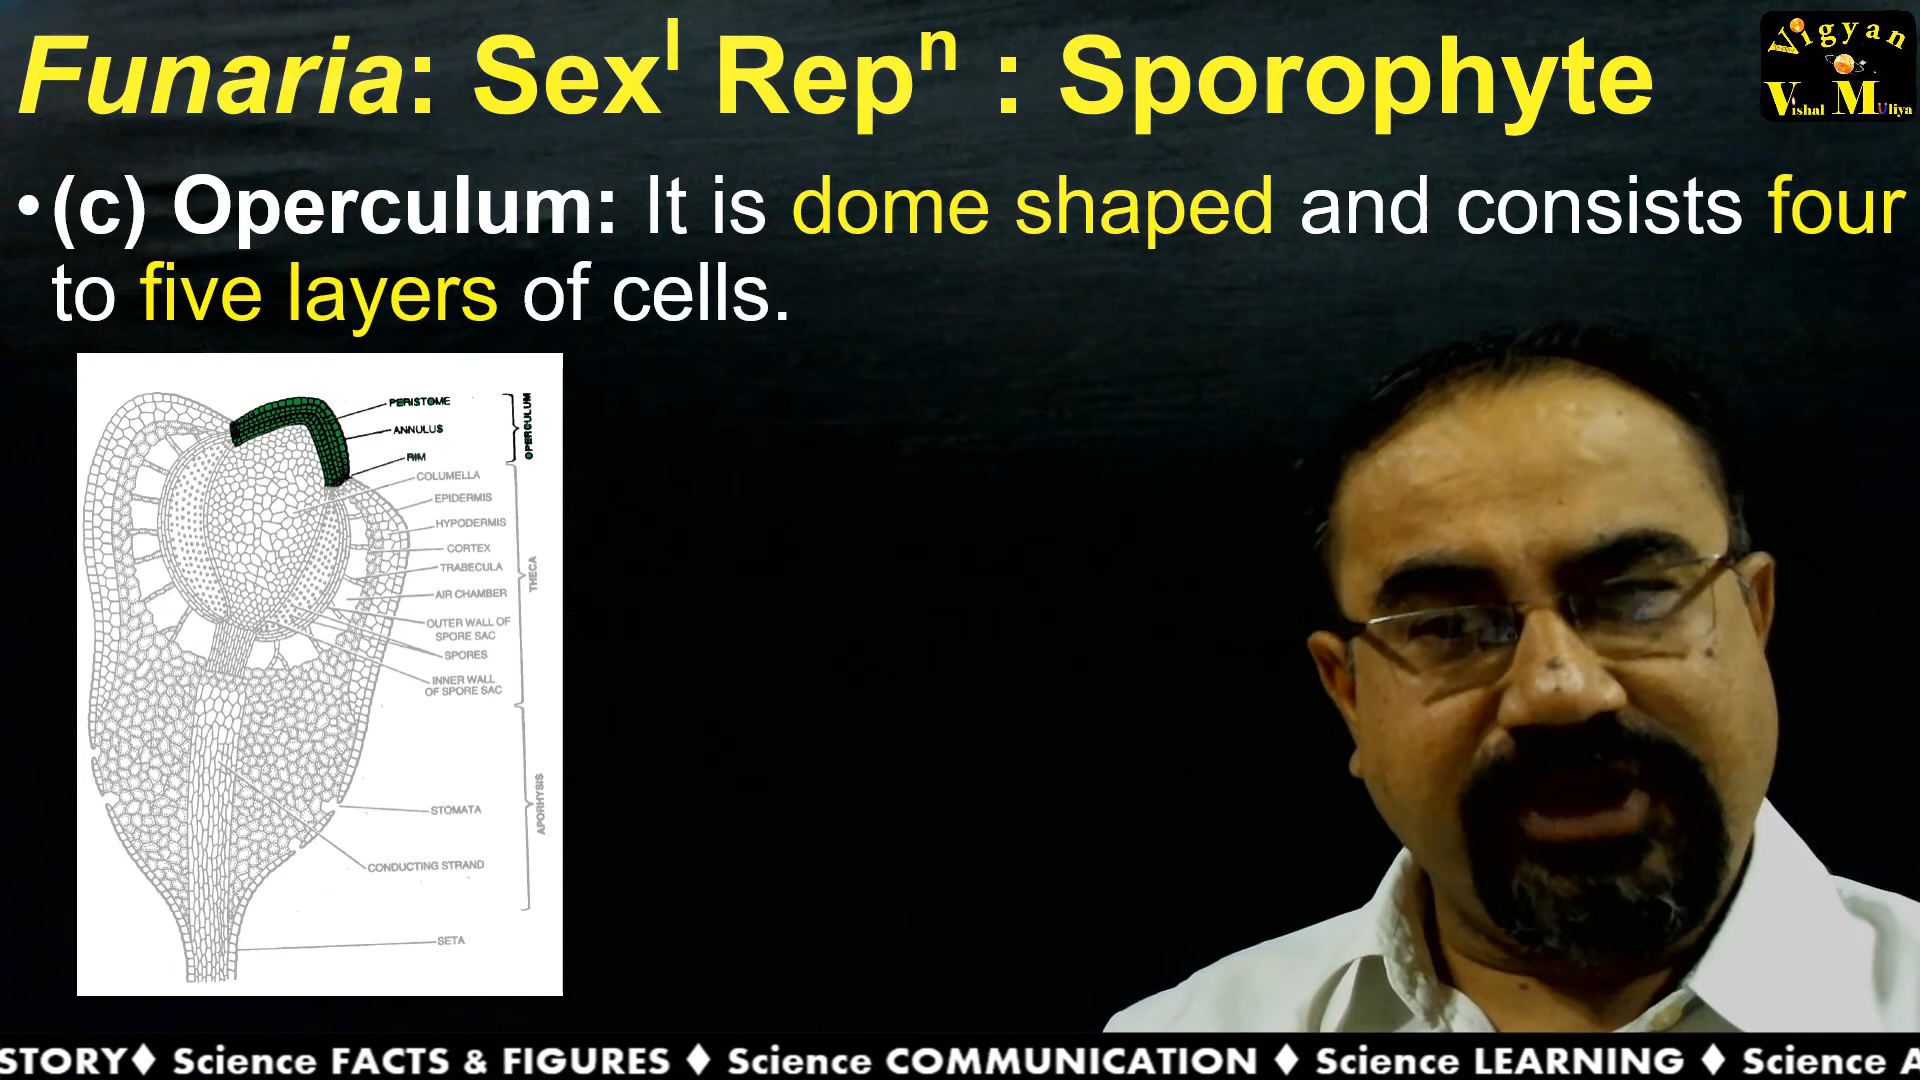 Funaria: Sexl Repn : Sporophyte
Vigyan
Vishal Muliya
•(c) Operculum: It is dome shaped and consists four
to five layers of cells.
PERISTOME
ANNULUS
RIM
OPERCULUM
COLUMELLA
EPIDERMIS
HYPODERMIS
CORTEX
TRABECULA
AIR CHAMBER
OUTER WALL OF
SPORE SAC
SPORES
INNER WALL
OF SPORE SAC
THECA
STOMATA
CONDUCTING STRAND
APORHYSIS
SETA
STORY♦ Science FACTS & FIGURES ♦ Science COMMUNICATION ♦ Science LEARNING ♦ Science A